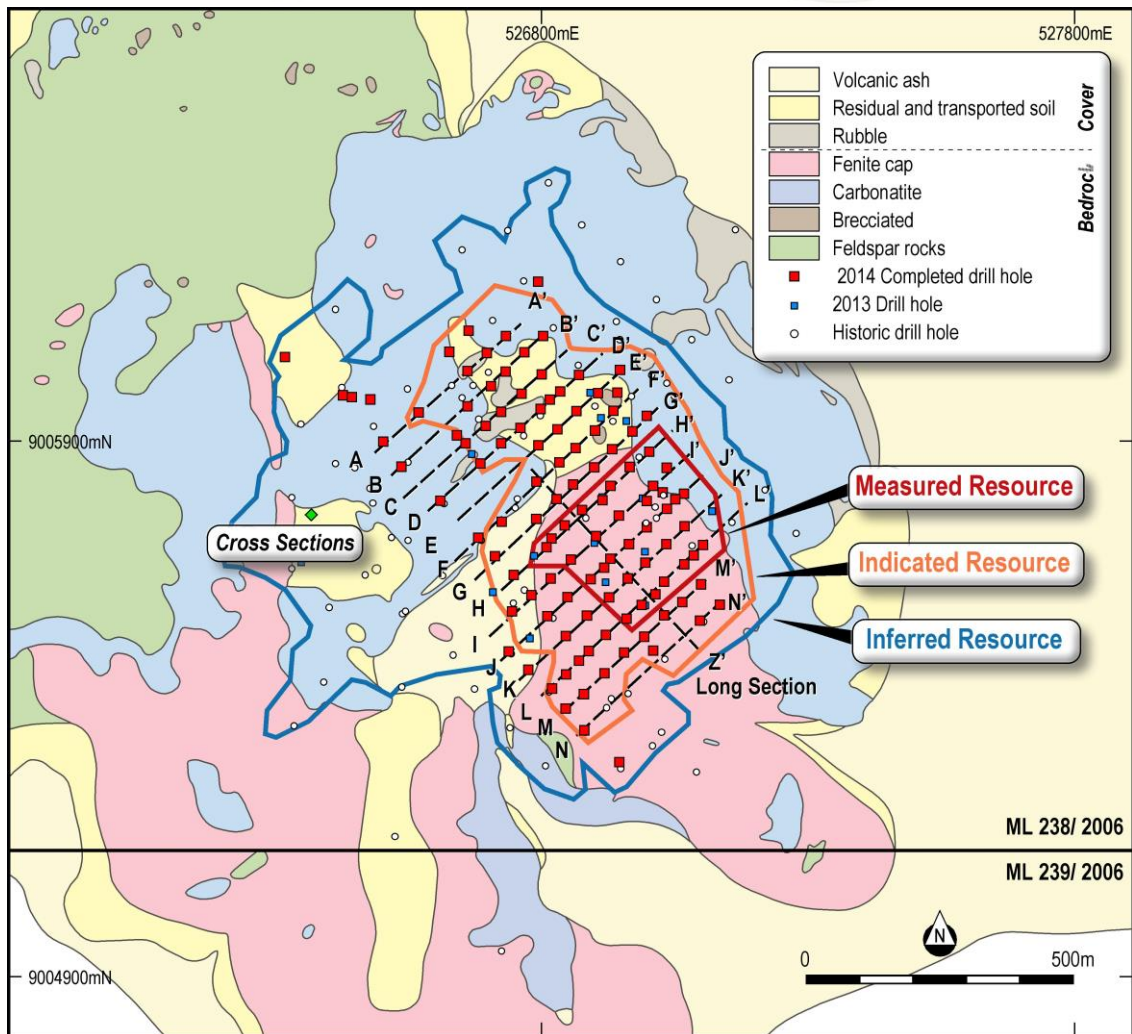 526800mE
527800mE
Volcanic ash
Residual and transported soil
Rubble
Cover
Fenite cap
Carbonatite
Brecciated
Feldspar rocks
2014 Completed drill hole
2013 Drill hole
Historic drill hole
A'
B'
C'
D'
E'
F'
G'
H'
I'
J'
K'
L
M'
N'
Z'
9005900mN
A
B
C
D
E
F
G
H
I
J
K
L
M
N
Cross Sections
Measured Resource
Indicated Resource
Inferred Resource
Long Section
ML 238/ 2006
ML 239/ 2006
N
9004900mN
0
500m